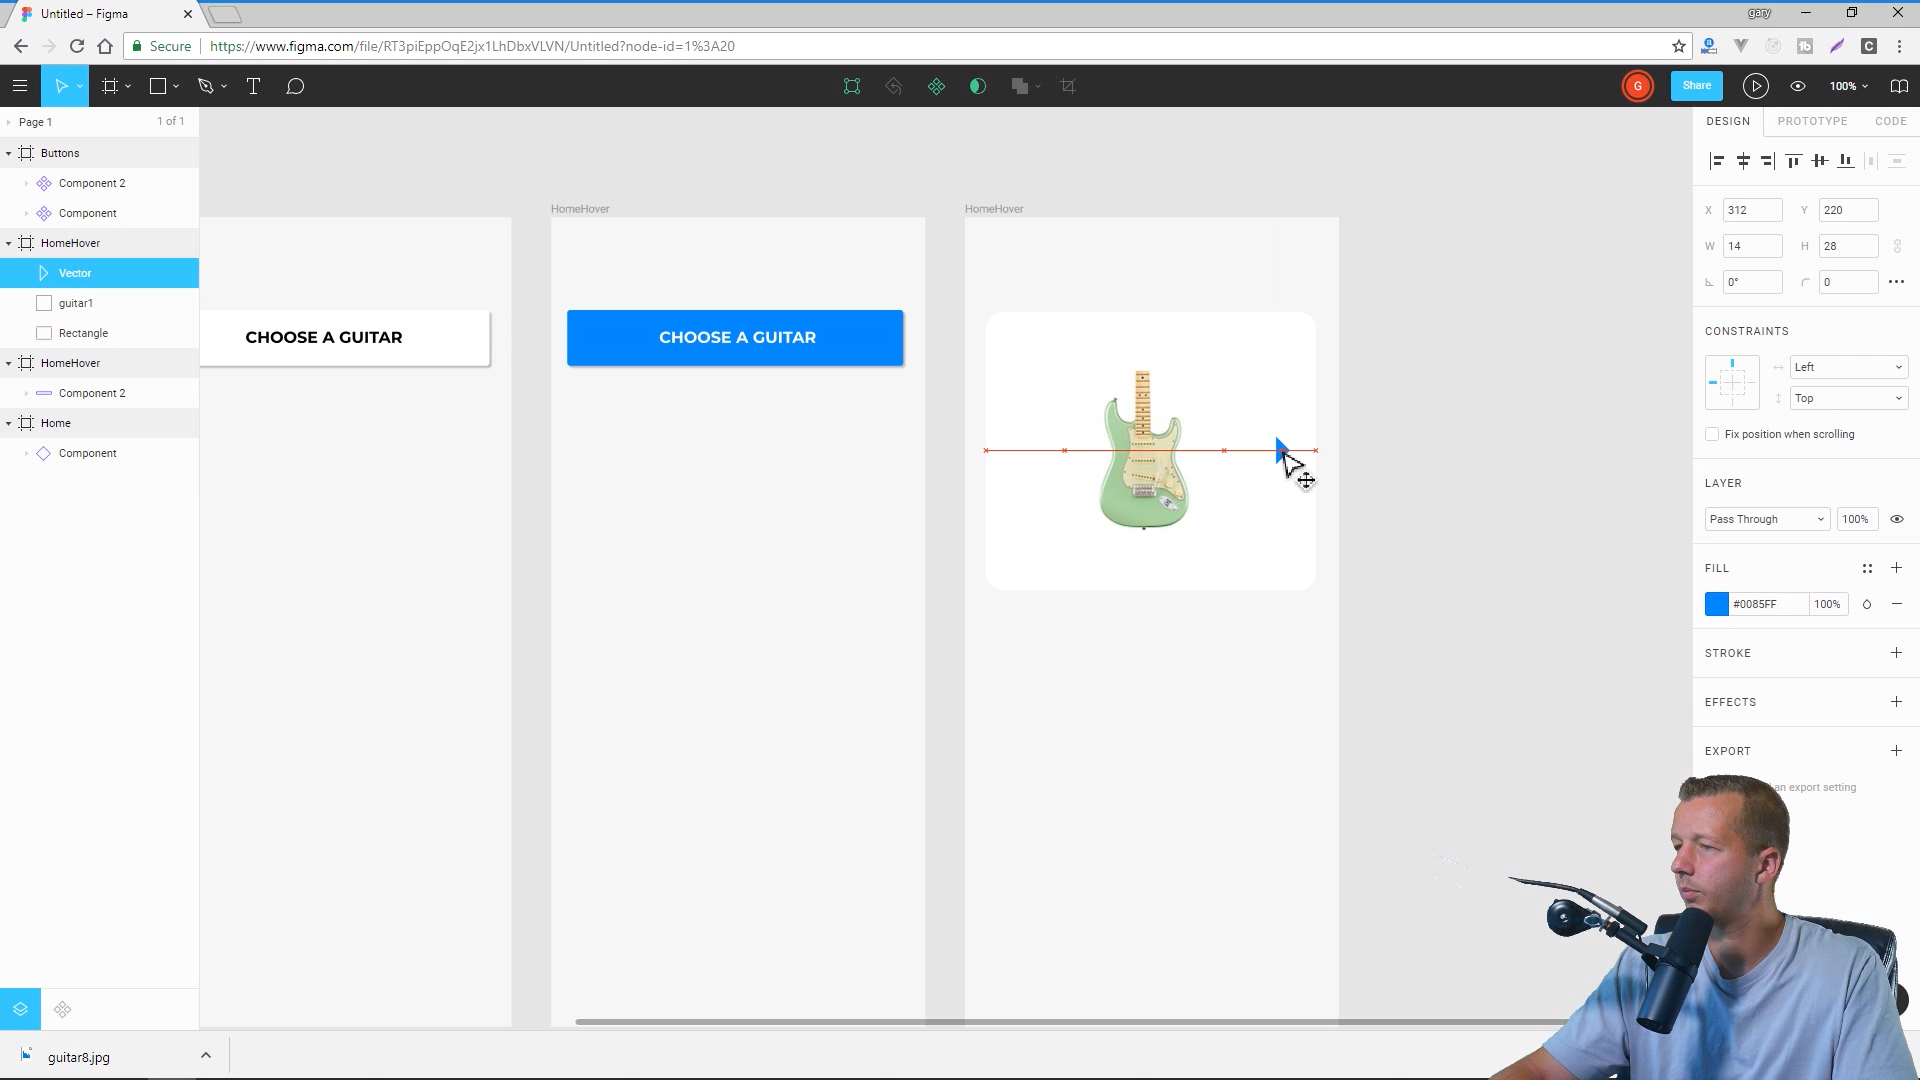 Untitled – Figma
gary
Secure
https://www.figma.com/file/RT3piEppOqE2jx1LhDbxVLVN/Untitled?node-id=1%3A20
G
Share
100%
Page 1
1 of 1
DESIGN
PROTOTYPE
CODE
Buttons
Component 2
Component
HomeHover
Vector
guitar1
Rectangle
HomeHover
Component 2
Home
Component
HomeHover
HomeHover
CHOOSE A GUITAR
CHOOSE A GUITAR
X 312 Y 220
W 14 H 28
0° 0
CONSTRAINTS
Left
Top
Fix position when scrolling
LAYER
Pass Through 100%
FILL
#0085FF 100%
STROKE
EFFECTS
EXPORT
an export setting
guitar8.jpg